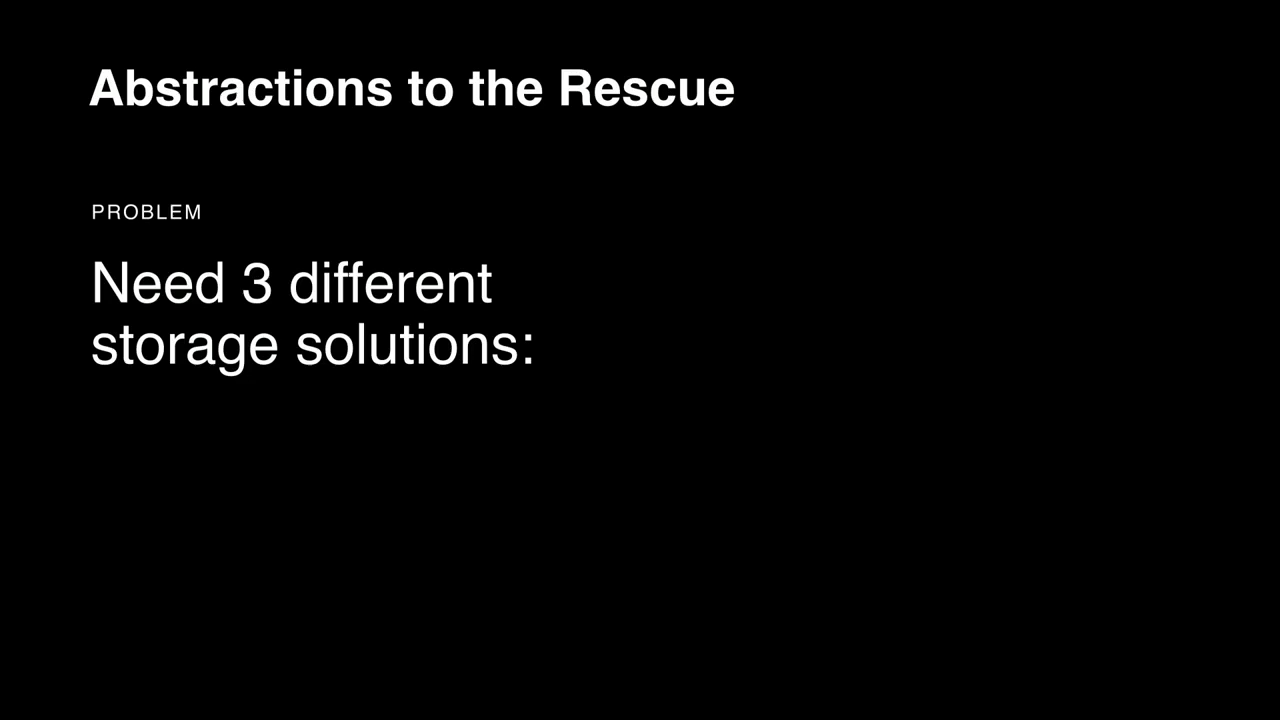 Abstractions to the Rescue
PROBLEM
Need 3 different
storage solutions: